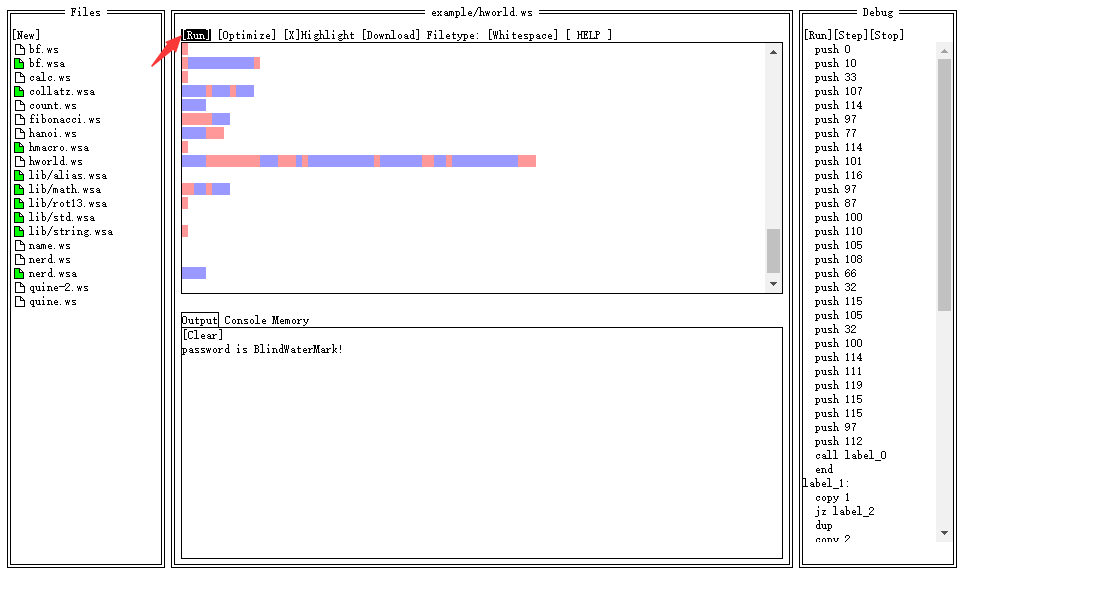 Files
[New]
bf.ws
bf.wsa
calc.ws
collatz.wsa
count.ws
fibonacci.ws
hanoi.ws
hmacro.wsa
hworld.ws
lib/alias.wsa
lib/math.wsa
lib/rot13.wsa
lib/std.wsa
lib/string.wsa
name.ws
nerd.ws
nerd.wsa
quine-2.ws
quine.ws
example/hworld.ws
[Run] [Optimize] [X]Highlight [Download] Filetype: [Whitespace] [ HELP ]
Output Console Memory
[Clear]
password is BlindWaterMark!
Debug
[Run][Step][Stop]
push 0
push 10
push 33
push 107
push 114
push 97
push 77
push 114
push 101
push 116
push 97
push 87
push 100
push 110
push 105
push 108
push 66
push 32
push 115
push 105
push 32
push 100
push 114
push 111
push 119
push 115
push 115
push 97
push 112
call label_0
end
label_1:
copy 1
jz label_2
dup
copy 2